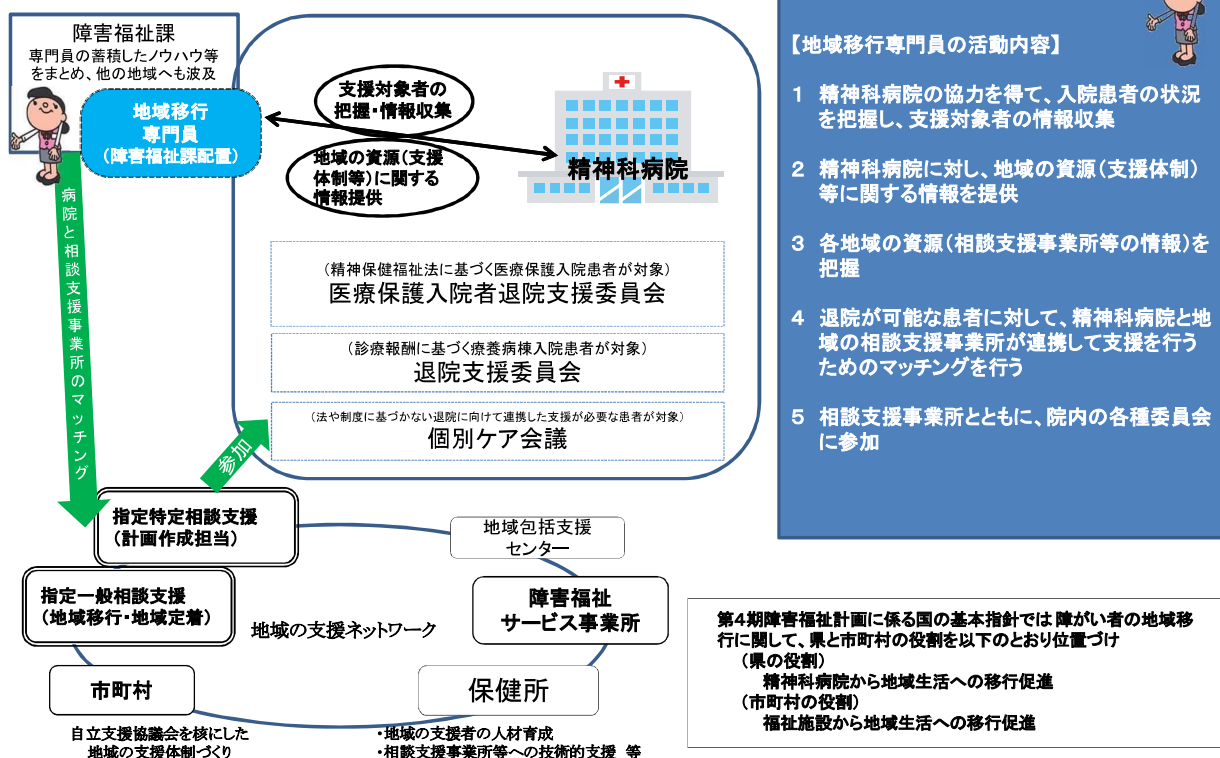 障害福祉課
専門員の蓄積したノウハウ等
をまとめ、他の地域へも波及
地域移行
専門員
(障害福祉課配置)
支援対象者の
把握・情報収集
地域の資源(支援
体制等)に関する
情報提供
精神科病院
病院と相談支援事業所のマッチング
(精神保健福祉法に基づく医療保護入院患者が対象)
医療保護入院者退院支援委員会
(診療報酬に基づく療養病棟入院患者が対象)
退院支援委員会
(法や制度に基づかない退院に向けて連携した支援が必要な患者が対象)
個別ケア会議
参加
指定特定相談支援
(計画作成担当)
指定一般相談支援
(地域移行・地域定着)
地域の支援ネットワーク
地域包括支援
センター
障害福祉
サービス事業所
市町村
自立支援協議会を核にした
地域の支援体制づくり
保健所
・地域の支援者の人材育成
・相談支援事業所等への技術的支援 等
【地域移行専門員の活動内容】
1 精神科病院の協力を得て、入院患者の状況
を把握し、支援対象者の情報収集
2 精神科病院に対し、地域の資源(支援体制)
等に関する情報を提供
3 各地域の資源(相談支援事業所等の情報)を
把握
4 退院が可能な患者に対して、精神科病院と地
域の相談支援事業所が連携して支援を行う
ためのマッチングを行う
5 相談支援事業所とともに、院内の各種委員会
に参加
第4期障害福祉計画に係る国の基本指針では 障がい者の地域移
行に関して、県と市町村の役割を以下のとおり位置づけ
(県の役割)
精神科病院から地域生活への移行促進
(市町村の役割)
福祉施設から地域生活への移行促進